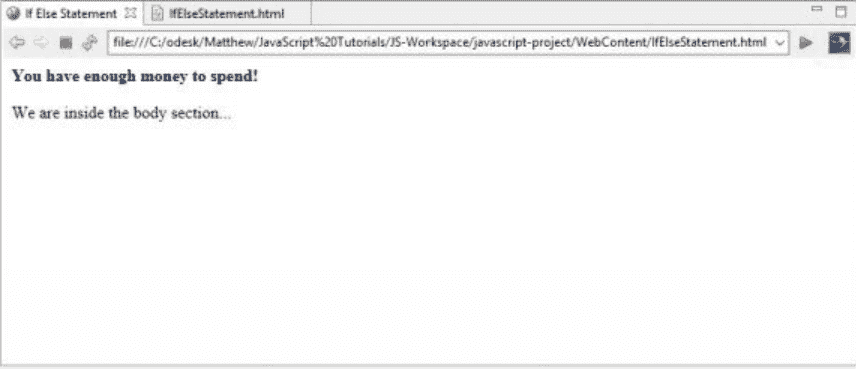 If Else Statement
IfElseStatement.html
file:///C:/odesk/Matthew/JavaScript%20Tutorials/JS-Workspace/javascript-project/WebContent/IfElseStatement.html
You have enough money to spend!
We are inside the body section...